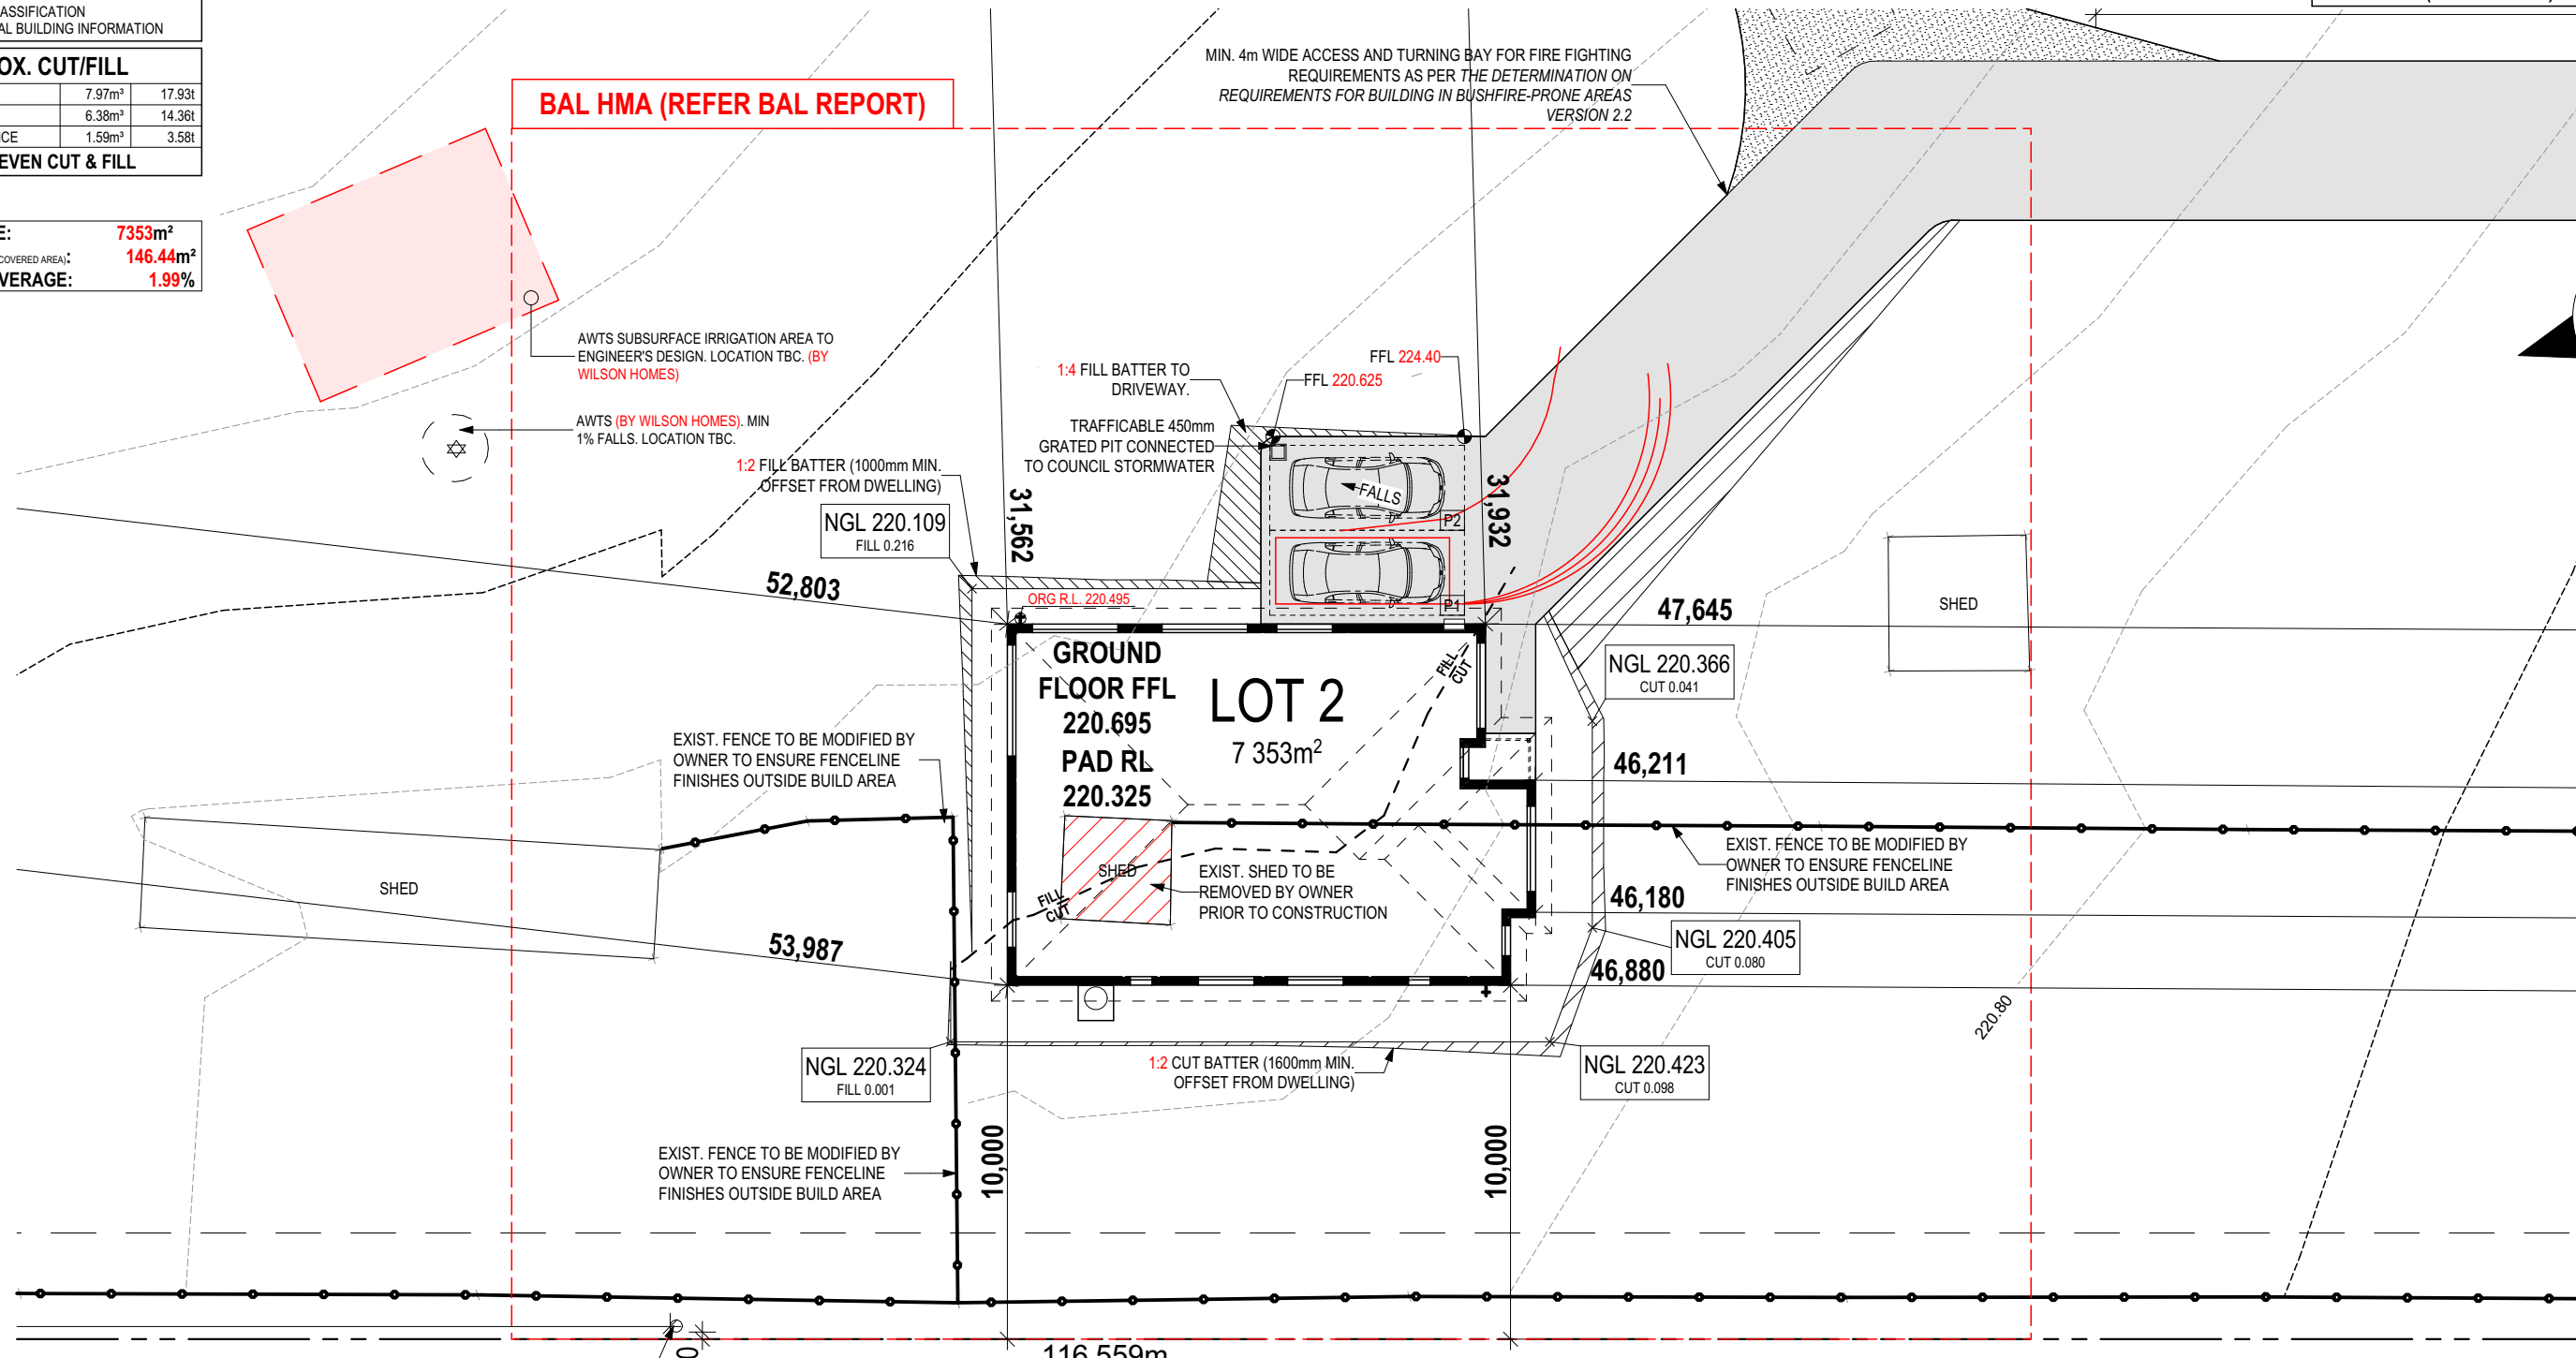 ASSIFICATION
AL BUILDING INFORMATION
OX. CUT/FILL
7.97m³ 17.93t
6.38m³ 14.36t
ICE 1.59m³ 3.58t
EVEN CUT & FILL
E: 7353m²
COVERED AREA): 146.44m²
VERAGE: 1.99%
BAL HMA (REFER BAL REPORT)
MIN. 4m WIDE ACCESS AND TURNING BAY FOR FIRE FIGHTING
REQUIREMENTS AS PER THE DETERMINATION ON
REQUIREMENTS FOR BUILDING IN BUSHFIRE-PRONE AREAS
VERSION 2.2
AWTS SUBSURFACE IRRIGATION AREA TO
ENGINEER'S DESIGN. LOCATION TBC. (BY
WILSON HOMES)
AWTS (BY WILSON HOMES). MIN
1% FALLS. LOCATION TBC.
1:4 FILL BATTER TO
DRIVEWAY.
FFL 224.40
FFL 220.625
TRAFFICABLE 450mm
GRATED PIT CONNECTED
TO COUNCIL STORMWATER
1:2 FILL BATTER (1000mm MIN.
OFFSET FROM DWELLING)
NGL 220.109
FILL 0.216
31,562
31,932
FALLS
P2
P1
52,803
ORG R.L. 220.495
47,645
SHED
GROUND
FLOOR FFL
220.695
PAD RL
220.325
LOT 2
7 353m²
FILL
CUT
NGL 220.366
CUT 0.041
EXIST. FENCE TO BE MODIFIED BY
OWNER TO ENSURE FENCELINE
FINISHES OUTSIDE BUILD AREA
46,211
EXIST. FENCE TO BE MODIFIED BY
OWNER TO ENSURE FENCELINE
FINISHES OUTSIDE BUILD AREA
SHED
SHED
EXIST. SHED TO BE
REMOVED BY OWNER
PRIOR TO CONSTRUCTION
FILL
CUT
46,180
53,987
NGL 220.405
CUT 0.080
46,880
220.80
NGL 220.324
FILL 0.001
1:2 CUT BATTER (1600mm MIN.
OFFSET FROM DWELLING)
NGL 220.423
CUT 0.098
EXIST. FENCE TO BE MODIFIED BY
OWNER TO ENSURE FENCELINE
FINISHES OUTSIDE BUILD AREA
10,000
10,000
0
116.559m